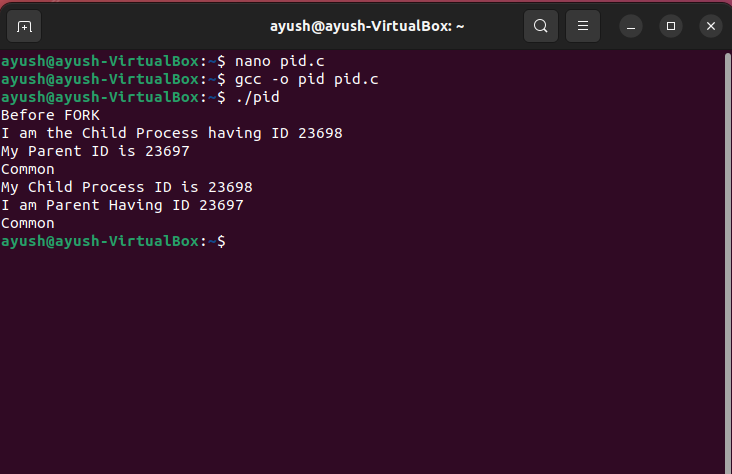 ayush@ayush-VirtualBox: ~
ayush@ayush-VirtualBox:~$ nano pid.c
ayush@ayush-VirtualBox:~$ gcc -o pid pid.c
ayush@ayush-VirtualBox:~$ ./pid
Before FORK
I am the Child Process having ID 23698
My Parent ID is 23697
Common
My Child Process ID is 23698
I am Parent Having ID 23697
Common
ayush@ayush-VirtualBox:~$